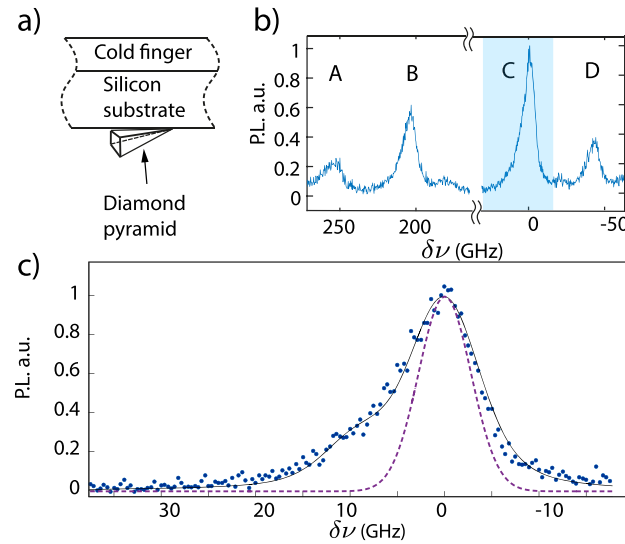 a)
Cold finger
Silicon
substrate
Diamond
pyramid
b)
P.L. a.u.
1
0.8
0.6
0.4
0.2
0
A
B
C
D
250
200
0
-50
δν (GHz)
c)
P.L. a.u.
1
0.8
0.6
0.4
0.2
0
30
20
10
0
-10
δν (GHz)